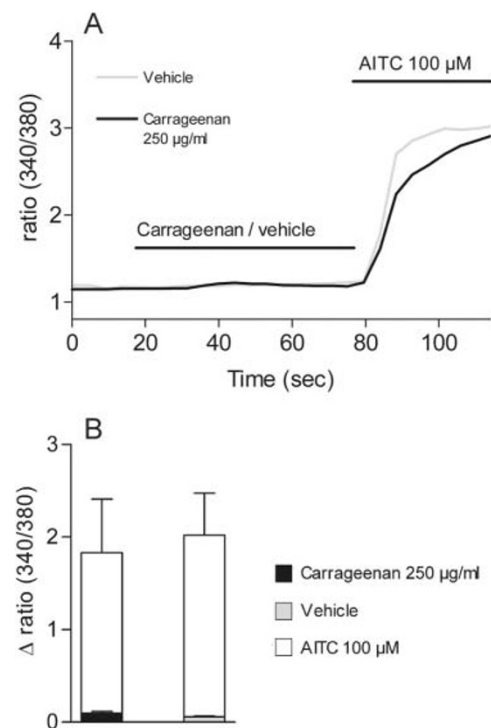 A
4
AITC 100 µM
Vehicle
Carrageenan
250 µg/ml
3
ratio (340/380)
2
Carrageenan / vehicle
1
0 20 40 60 80 100
Time (sec)
B
3
2
Δ ratio (340/380)
1
0
Carrageenan 250 µg/ml
Vehicle
AITC 100 µM